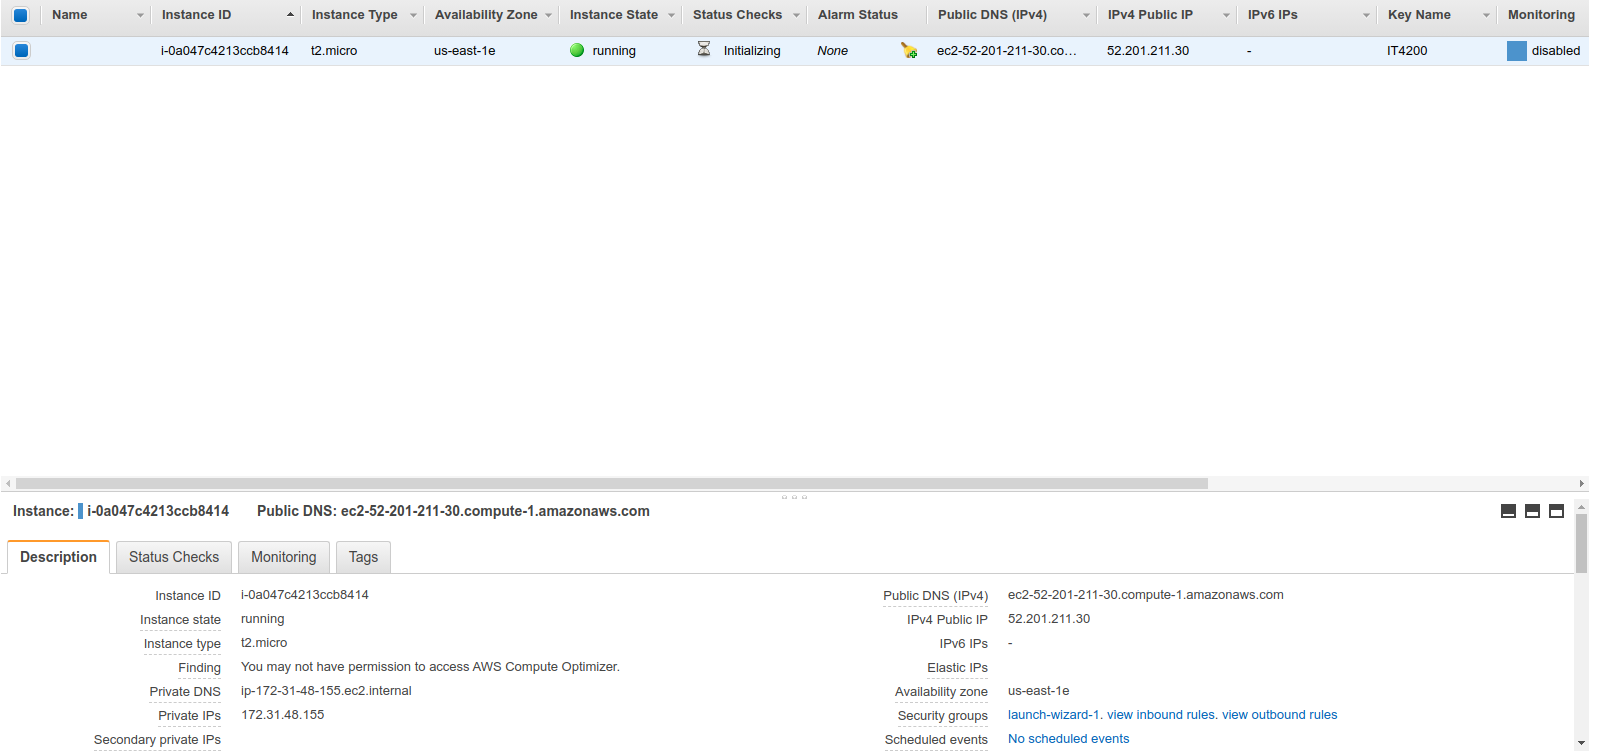 Name Instance ID Instance Type Availability Zone Instance State Status Checks Alarm Status Public DNS (IPv4) IPv4 Public IP IPv6 IPs Key Name Monitoring
i-0a047c4213ccb8414 t2.micro us-east-1e running Initializing None ec2-52-201-211-30.co... 52.201.211.30 - IT4200 disabled
Instance: i-0a047c4213ccb8414 Public DNS: ec2-52-201-211-30.compute-1.amazonaws.com
Description Status Checks Monitoring Tags
Instance ID i-0a047c4213ccb8414 Public DNS (IPv4) ec2-52-201-211-30.compute-1.amazonaws.com
Instance state running IPv4 Public IP 52.201.211.30
Instance type t2.micro IPv6 IPs -
Finding You may not have permission to access AWS Compute Optimizer. Elastic IPs
Private DNS ip-172-31-48-155.ec2.internal Availability zone us-east-1e
Private IPs 172.31.48.155 Security groups launch-wizard-1. view inbound rules. view outbound rules
Secondary private IPs Scheduled events No scheduled events